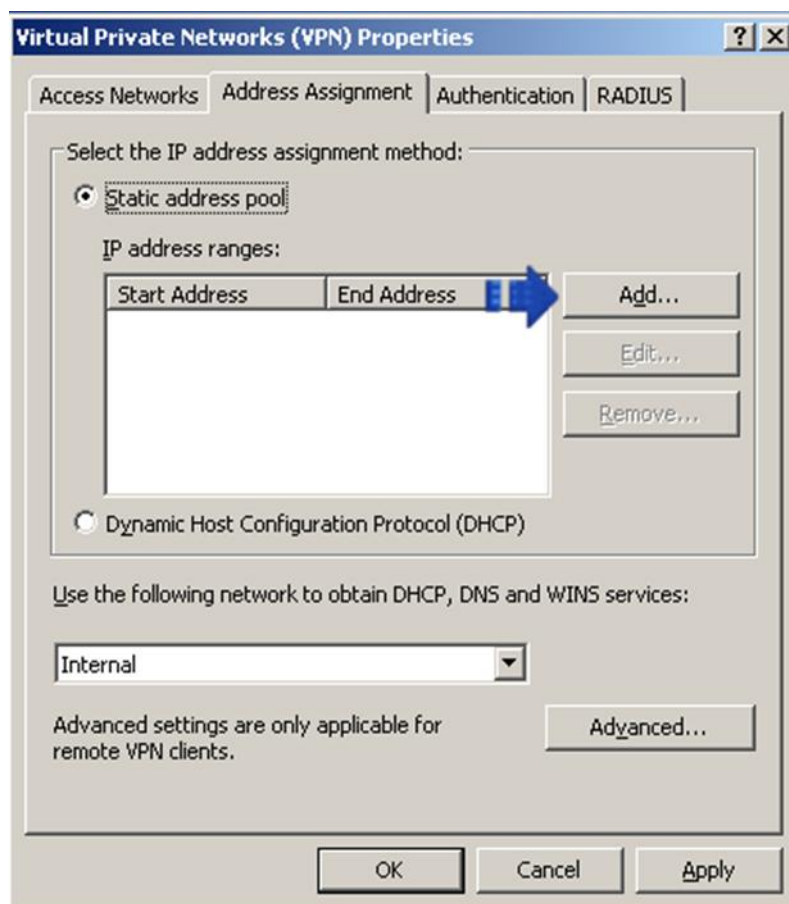 Virtual Private Networks (VPN) Properties
Access Networks Address Assignment Authentication RADIUS
Select the IP address assignment method:
Static address pool
IP address ranges:
Start Address End Address
Add...
Edit...
Remove...
Dynamic Host Configuration Protocol (DHCP)
Use the following network to obtain DHCP, DNS and WINS services:
Internal
Advanced settings are only applicable for
remote VPN clients.
Advanced...
OK Cancel Apply